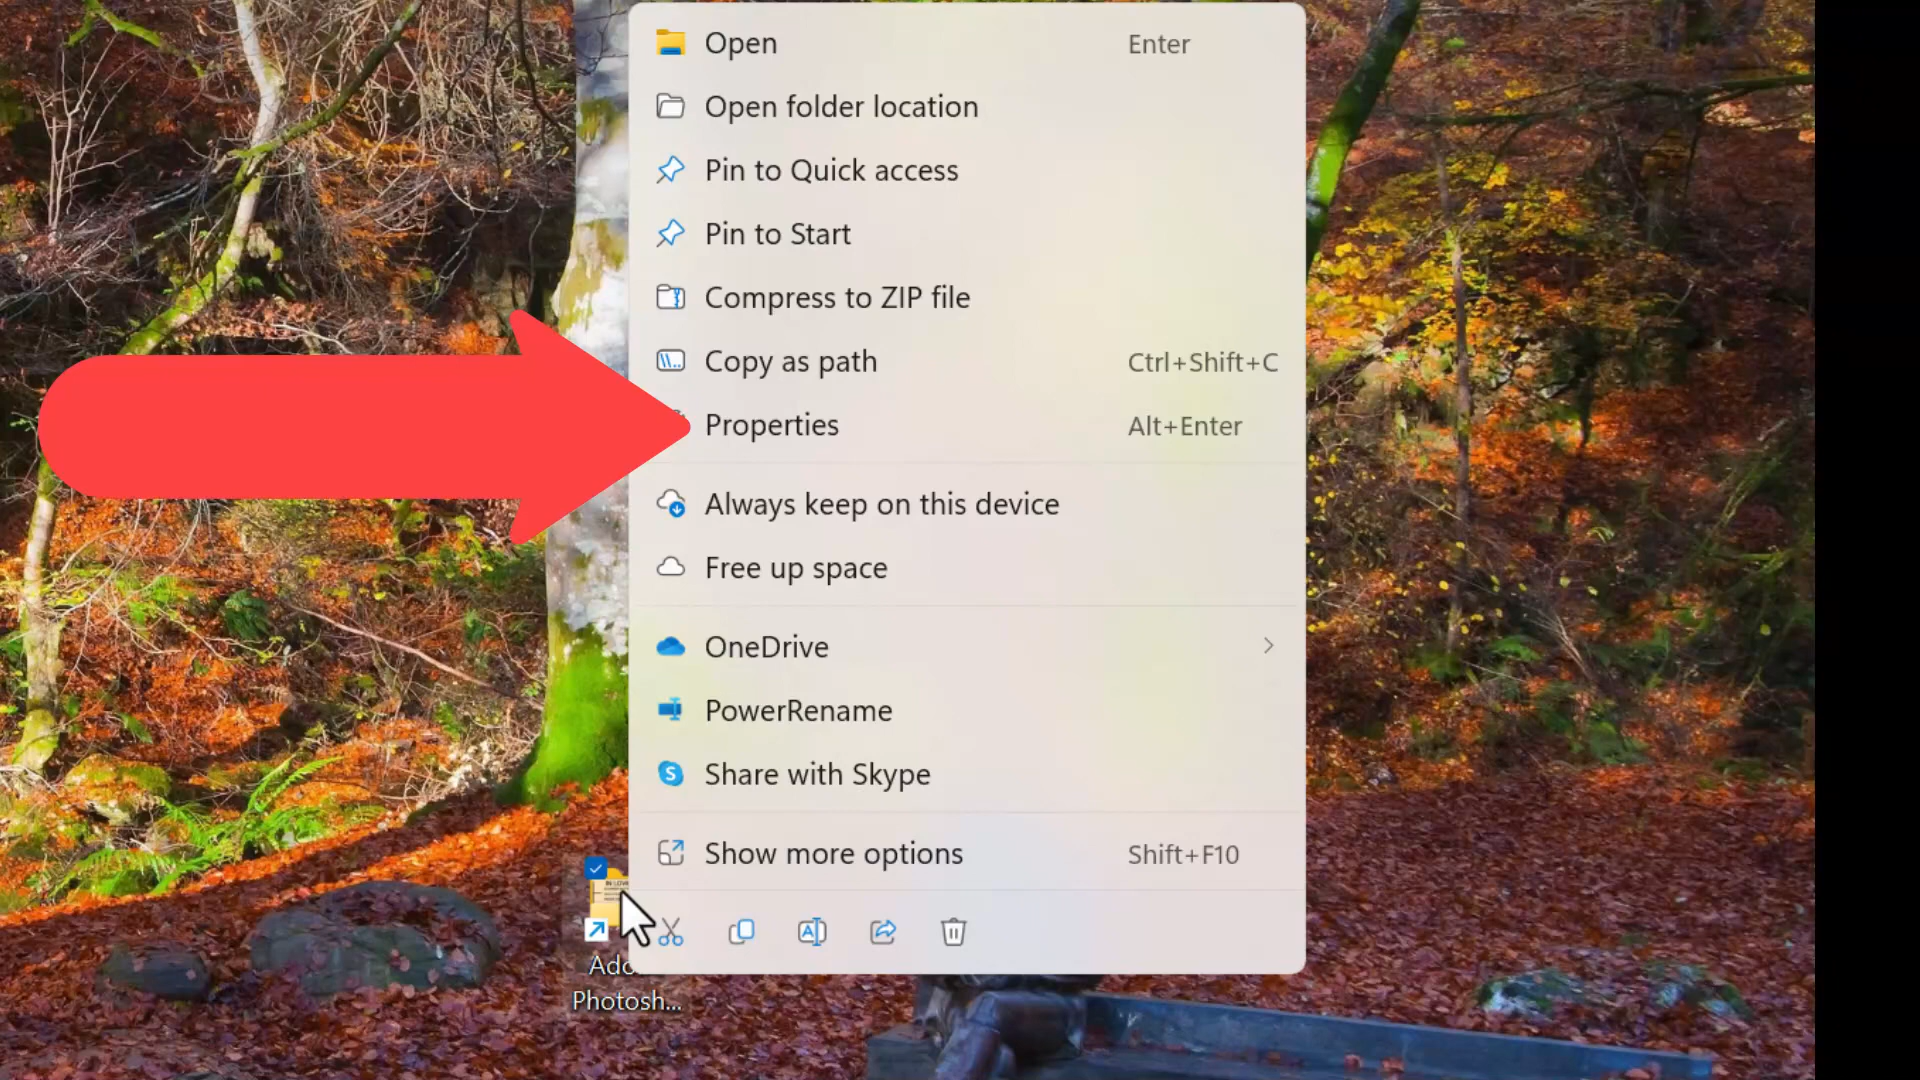 Open Enter
Open folder location
Pin to Quick access
Pin to Start
Compress to ZIP file
Copy as path Ctrl+Shift+C
Properties Alt+Enter
Always keep on this device
Free up space
OneDrive
PowerRename
Share with Skype
Show more options Shift+F10
Ado
Photosh...